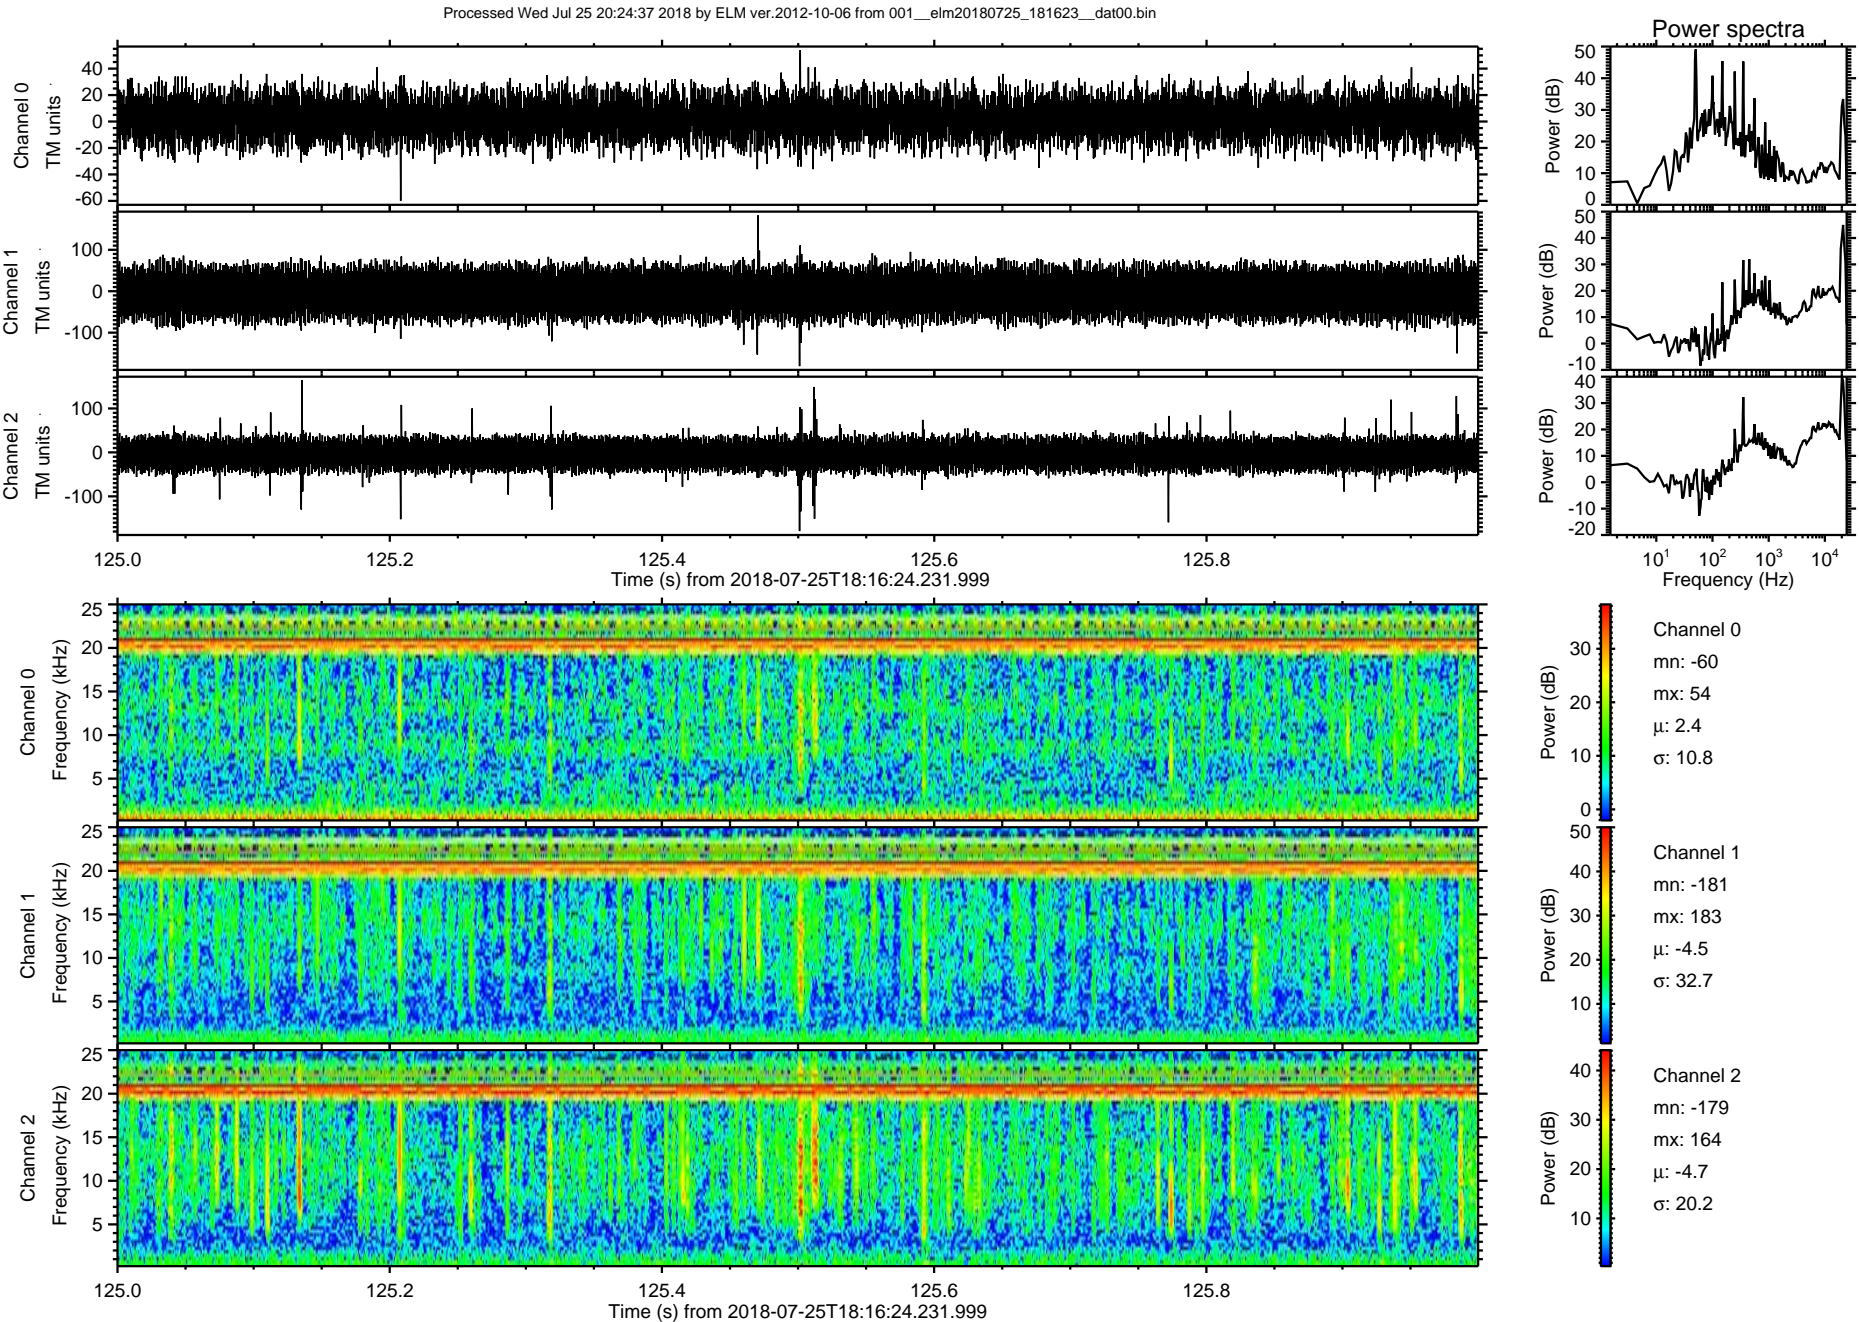 Processed Wed Jul 25 20:24:37 2018 by ELM ver.2012-10-06 from 001__elm20180725_181623__dat00.bin
Power spectra
Channel 0
TM units
40
20
0
-20
-40
-60
Power (dB)
50
40
30
20
10
0
Channel 1
TM units
100
0
-100
Power (dB)
50
40
30
20
10
0
-10
Channel 2
TM units
100
0
-100
Power (dB)
40
30
20
10
0
-10
-20
125.0 125.2 125.4 125.6 125.8
Time (s) from 2018-07-25T18:16:24.231.999
10¹ 10² 10³ 10⁴
Frequency (Hz)
Channel 0
Frequency (kHz)
25
20
15
10
5
Power (dB)
30
20
10
0
Channel 0
mn: -60
mx: 54
μ: 2.4
σ: 10.8
Channel 1
Frequency (kHz)
25
20
15
10
5
Power (dB)
50
40
30
20
10
Channel 1
mn: -181
mx: 183
μ: -4.5
σ: 32.7
Channel 2
Frequency (kHz)
25
20
15
10
5
Power (dB)
40
30
20
10
Channel 2
mn: -179
mx: 164
μ: -4.7
σ: 20.2
125.0 125.2 125.4 125.6 125.8
Time (s) from 2018-07-25T18:16:24.231.999